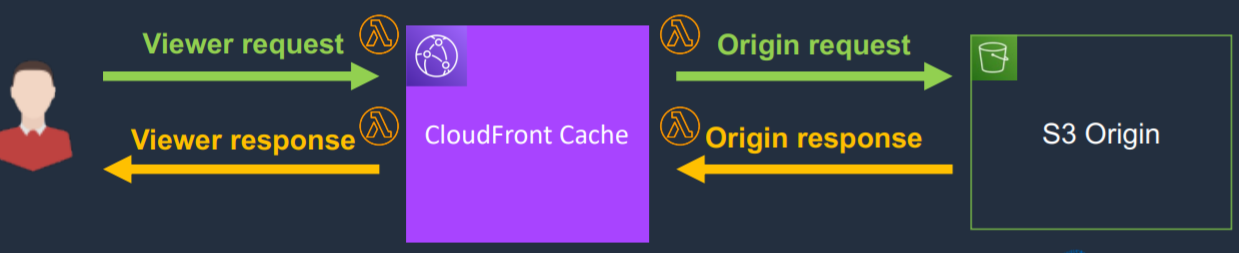 Viewer request
Origin request
Viewer response
CloudFront Cache
Origin response
S3 Origin